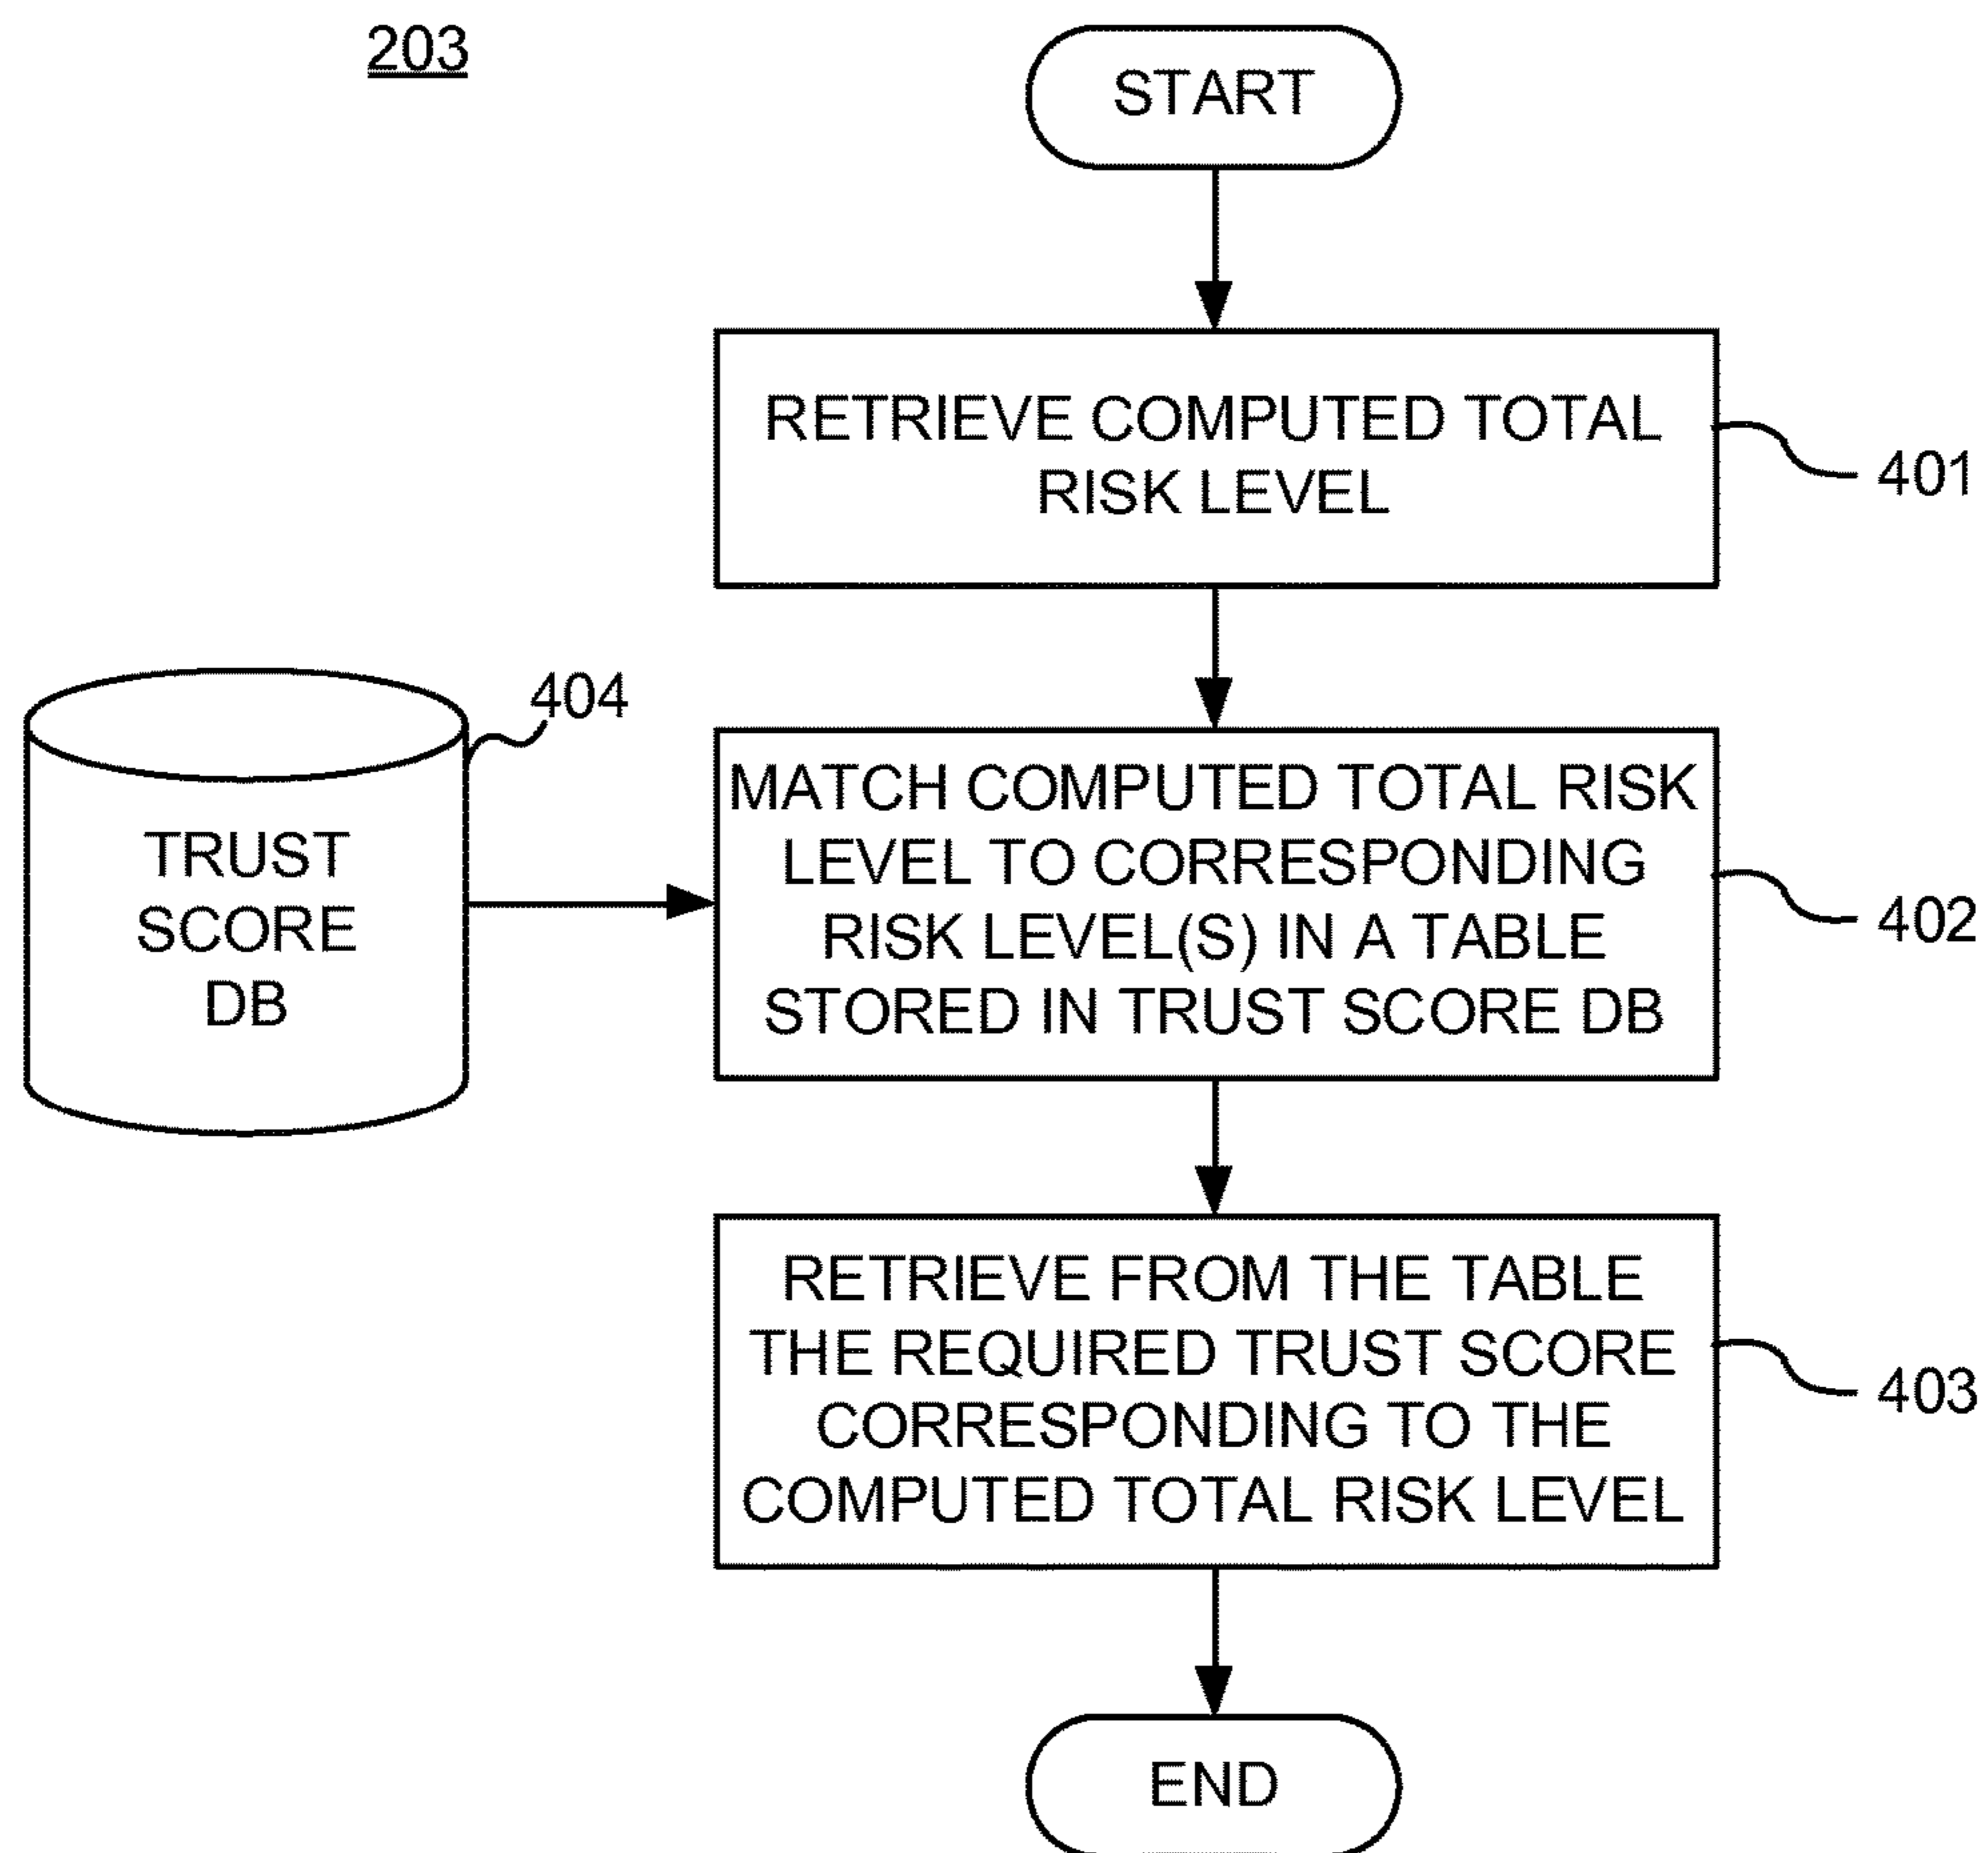 203
START
RETRIEVE COMPUTED TOTAL
RISK LEVEL
401
404
TRUST
SCORE
DB
MATCH COMPUTED TOTAL RISK
LEVEL TO CORRESPONDING
RISK LEVEL(S) IN A TABLE
STORED IN TRUST SCORE DB
402
RETRIEVE FROM THE TABLE
THE REQUIRED TRUST SCORE
CORRESPONDING TO THE
COMPUTED TOTAL RISK LEVEL
403
END